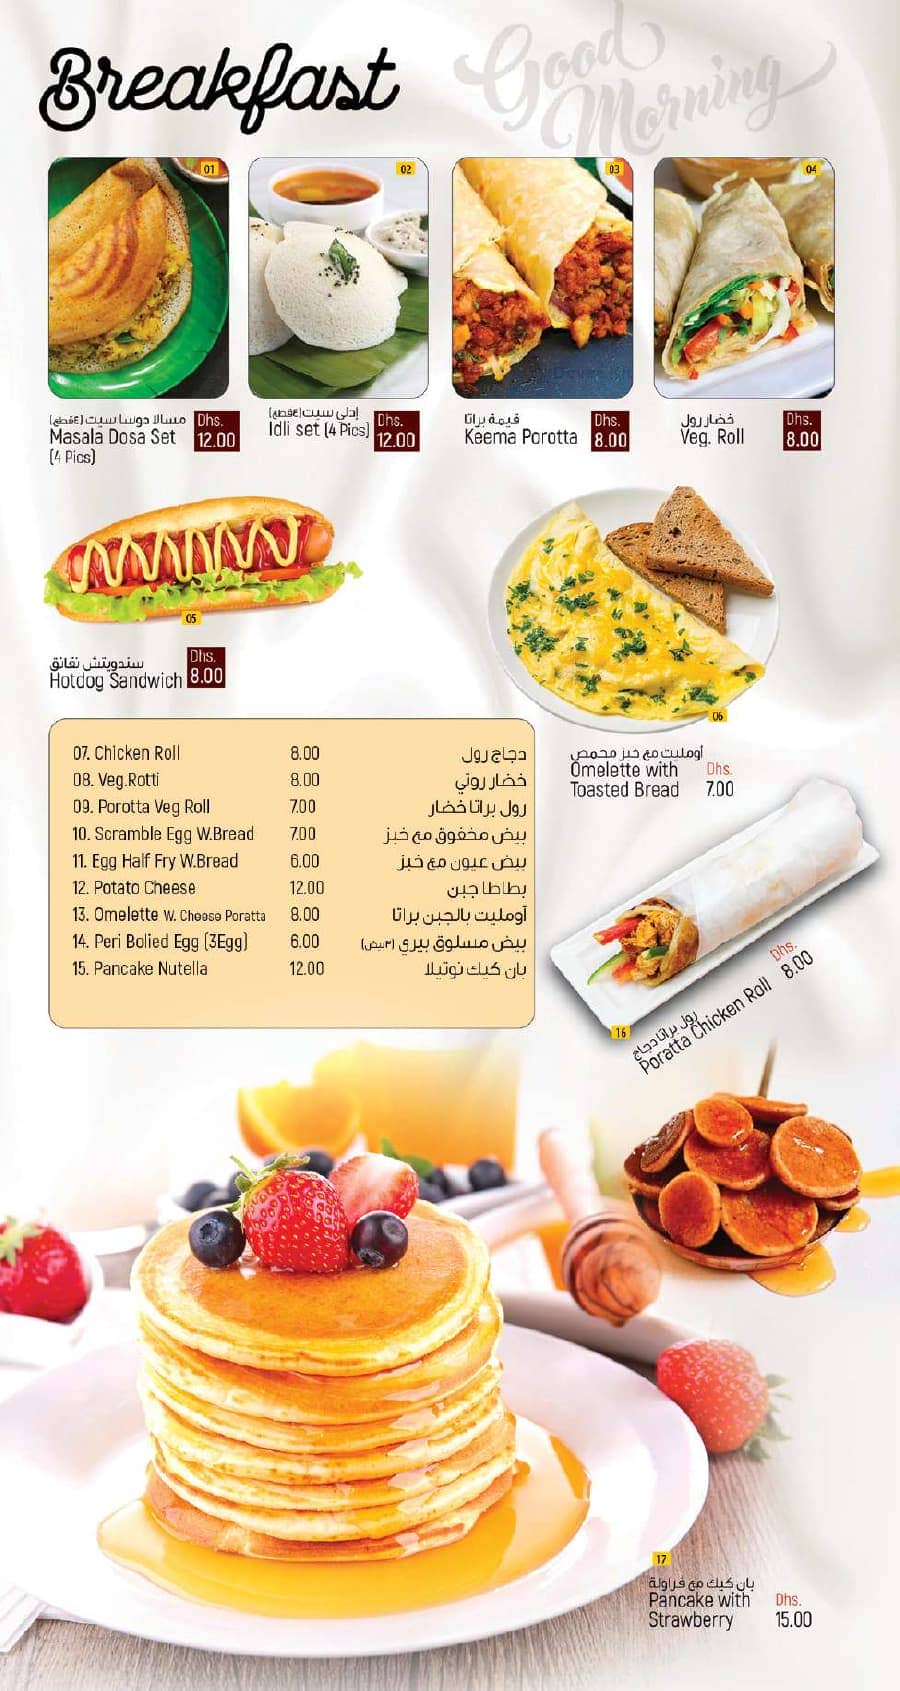 Breakfast
Good
Morning
01
02
03
04
مسالا دوسا سيت (٤قطع)
Masala Dosa Set
(4 Pics)
Dhs.
12.00
إدلي سيت (٤قطع)
Idli set (4 Pics)
Dhs.
12.00
قيمة براتا
Keema Porotta
Dhs.
8.00
خضار رول
Veg. Roll
Dhs.
8.00
05
سندويتش نقانق
Hotdog Sandwich
Dhs.
8.00
06
أومليت مع خبز محمص
Omelette with
Toasted Bread
Dhs.
7.00
07. Chicken Roll 8.00 دجاج رول
08. Veg.Rotti 8.00 خضار روتي
09. Porotta Veg Roll 7.00 رول براتا خضار
10. Scramble Egg W.Bread 7.00 بيض مخفوق مع خبز
11. Egg Half Fry W.Bread 6.00 بيض عيون مع خبز
12. Potato Cheese 12.00 بطاطا جبن
13. Omelette W. Cheese Poratta 8.00 أومليت بالجبن براتا
14. Peri Bolied Egg (3Egg) 6.00 بيض مسلوق بيري (٣بيض)
15. Pancake Nutella 12.00 بان كيك نوتيلا
16
رول براتا دجاج
Poratta Chicken Roll
Dhs.
8.00
17
بان كيك مع فراولة
Pancake with
Strawberry
Dhs.
15.00